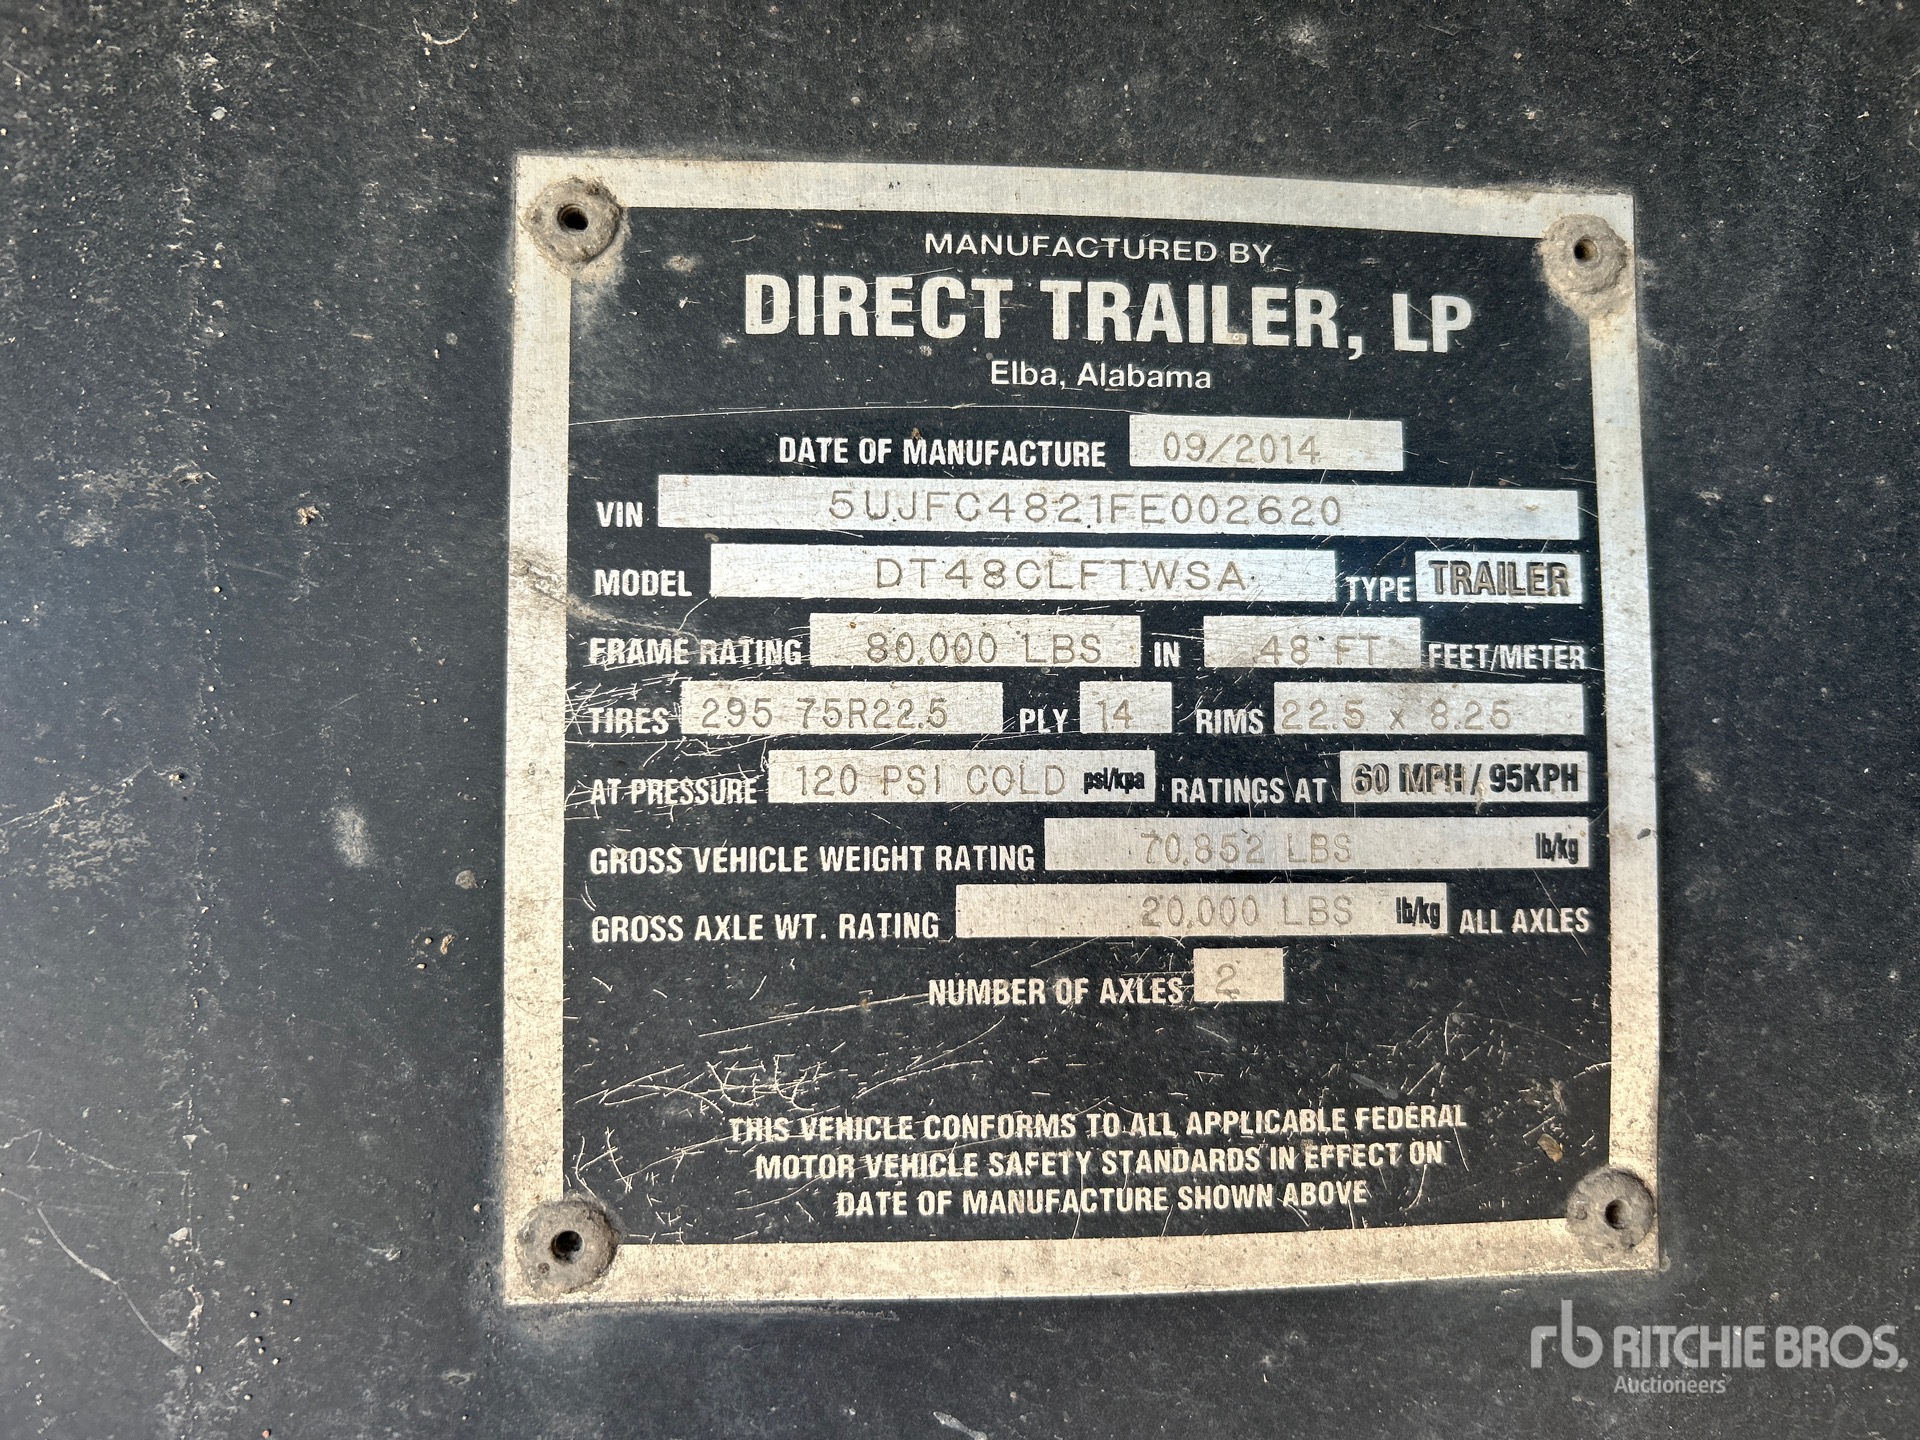 MANUFACTURED BY
DIRECT TRAILER, LP
Elba, Alabama
DATE OF MANUFACTURE 09/2014
VIN 5UJFC4821FE002620
MODEL DT48CLFTWSA TYPE TRAILER
FRAME RATING 80,000 LBS IN 48 FT FEET/METER
TIRES 295 75R22.5 PLY 14 RIMS 22.5 x 8.25
AT PRESSURE 120 PSI COLD psi/kpa RATINGS AT 60 MPH / 95KPH
GROSS VEHICLE WEIGHT RATING 70,852 LBS lb/kg
GROSS AXLE WT. RATING 20,000 LBS lb/kg ALL AXLES
NUMBER OF AXLES 2
THIS VEHICLE CONFORMS TO ALL APPLICABLE FEDERAL
MOTOR VEHICLE SAFETY STANDARDS IN EFFECT ON
DATE OF MANUFACTURE SHOWN ABOVE
rb RITCHIE BROS.
Auctioneers